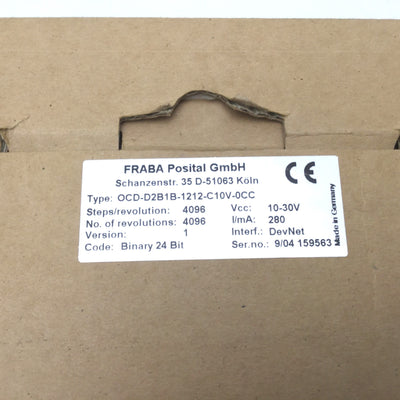 FRABA Posital GmbH
Schanzenstr. 35 D-51063 Köln
CE
Type: OCD-D2B1B-1212-C10V-0CC
Steps/revolution: 4096 Vcc: 10-30V
No. of revolutions: 4096 I/mA: 280
Version: 1 Interf.: DevNet
Code: Binary 24 Bit Ser.no.: 9/04 159563
Made in Germany